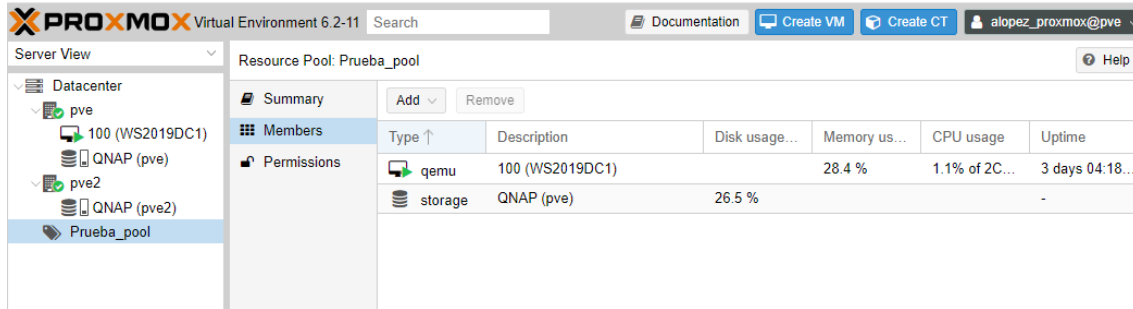 PROXMOX Virtual Environment 6.2-11 Search Documentation Create VM Create CT alopez_proxmox@pve
Server View
Resource Pool: Prueba_pool Help
Datacenter
pve
100 (WS2019DC1)
QNAP (pve)
pve2
QNAP (pve2)
Prueba_pool
Summary
Members
Permissions
Add Remove
Type Description Disk usage... Memory us... CPU usage Uptime
qemu 100 (WS2019DC1) 28.4 % 1.1% of 2C... 3 days 04:18...
storage QNAP (pve) 26.5 % -